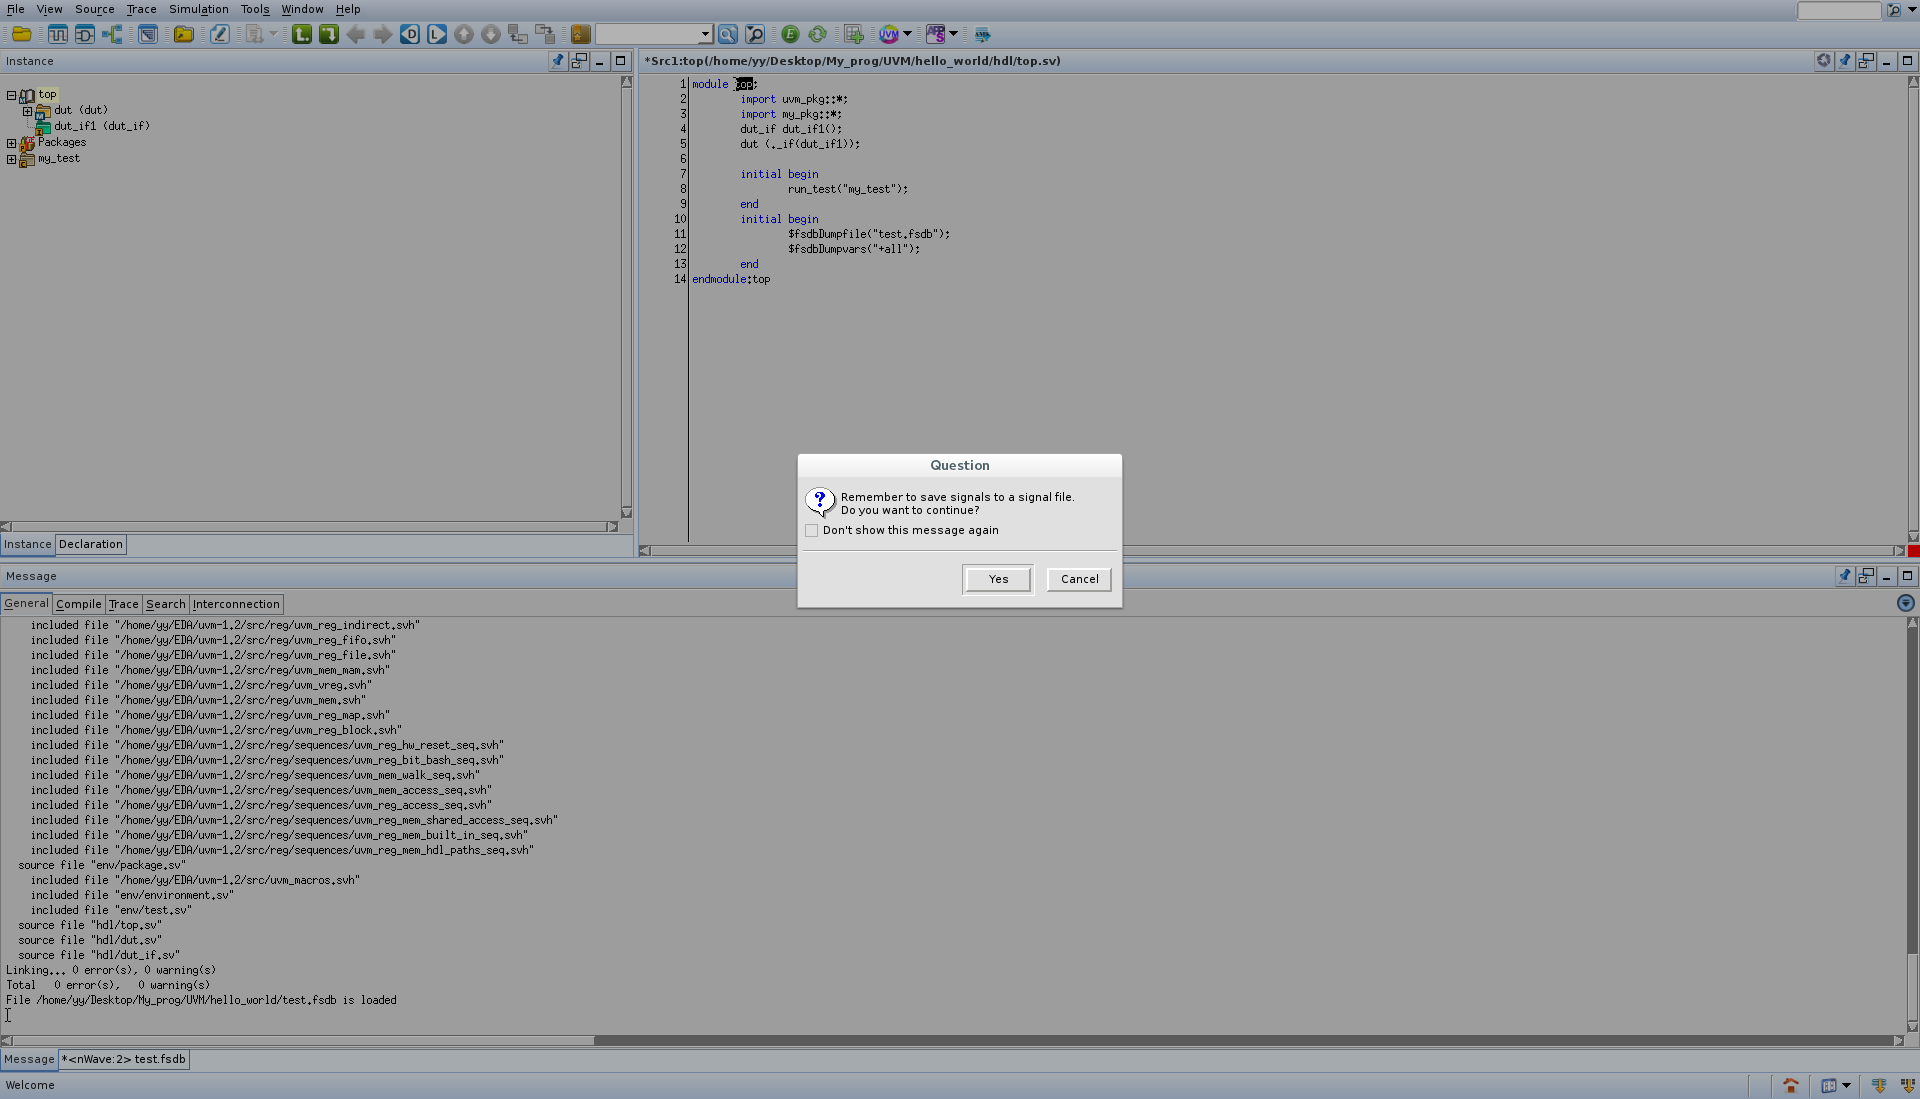 File View Source Trace Simulation Tools Window Help
Instance
top
dut (dut)
dut_if1 (dut_if)
Packages
my_test
Instance Declaration
*Src1:top(/home/yy/Desktop/My_prog/UVM/hello_world/hdl/top.sv)
1 module top;
2 import uvm_pkg::*;
3 import my_pkg::*;
4 dut_if dut_if1();
5 dut (._if(dut_if1));
6
7 initial begin
8 run_test("my_test");
9 end
10 initial begin
11 $fsdbDumpfile("test.fsdb");
12 $fsdbDumpvars("+all");
13 end
14 endmodule:top
Question
Remember to save signals to a signal file.
Do you want to continue?
Don't show this message again
Yes Cancel
Message
General Compile Trace Search Interconnection
included file "/home/yy/EDA/uvm-1.2/src/reg/uvm_reg_indirect.svh"
included file "/home/yy/EDA/uvm-1.2/src/reg/uvm_reg_fifo.svh"
included file "/home/yy/EDA/uvm-1.2/src/reg/uvm_reg_file.svh"
included file "/home/yy/EDA/uvm-1.2/src/reg/uvm_mem_mam.svh"
included file "/home/yy/EDA/uvm-1.2/src/reg/uvm_vreg.svh"
included file "/home/yy/EDA/uvm-1.2/src/reg/uvm_mem.svh"
included file "/home/yy/EDA/uvm-1.2/src/reg/uvm_reg_map.svh"
included file "/home/yy/EDA/uvm-1.2/src/reg/uvm_reg_block.svh"
included file "/home/yy/EDA/uvm-1.2/src/reg/sequences/uvm_reg_hw_reset_seq.svh"
included file "/home/yy/EDA/uvm-1.2/src/reg/sequences/uvm_reg_bit_bash_seq.svh"
included file "/home/yy/EDA/uvm-1.2/src/reg/sequences/uvm_mem_walk_seq.svh"
included file "/home/yy/EDA/uvm-1.2/src/reg/sequences/uvm_mem_access_seq.svh"
included file "/home/yy/EDA/uvm-1.2/src/reg/sequences/uvm_reg_access_seq.svh"
included file "/home/yy/EDA/uvm-1.2/src/reg/sequences/uvm_reg_mem_shared_access_seq.svh"
included file "/home/yy/EDA/uvm-1.2/src/reg/sequences/uvm_reg_mem_built_in_seq.svh"
included file "/home/yy/EDA/uvm-1.2/src/reg/sequences/uvm_reg_mem_hdl_paths_seq.svh"
source file "env/package.sv"
included file "/home/yy/EDA/uvm-1.2/src/uvm_macros.svh"
included file "env/environment.sv"
included file "env/test.sv"
source file "hdl/top.sv"
source file "hdl/dut.sv"
source file "hdl/dut_if.sv"
Linking... 0 error(s), 0 warning(s)
Total 0 error(s), 0 warning(s)
File /home/yy/Desktop/My_prog/UVM/hello_world/test.fsdb is loaded
Message *<nWave:2> test.fsdb
Welcome